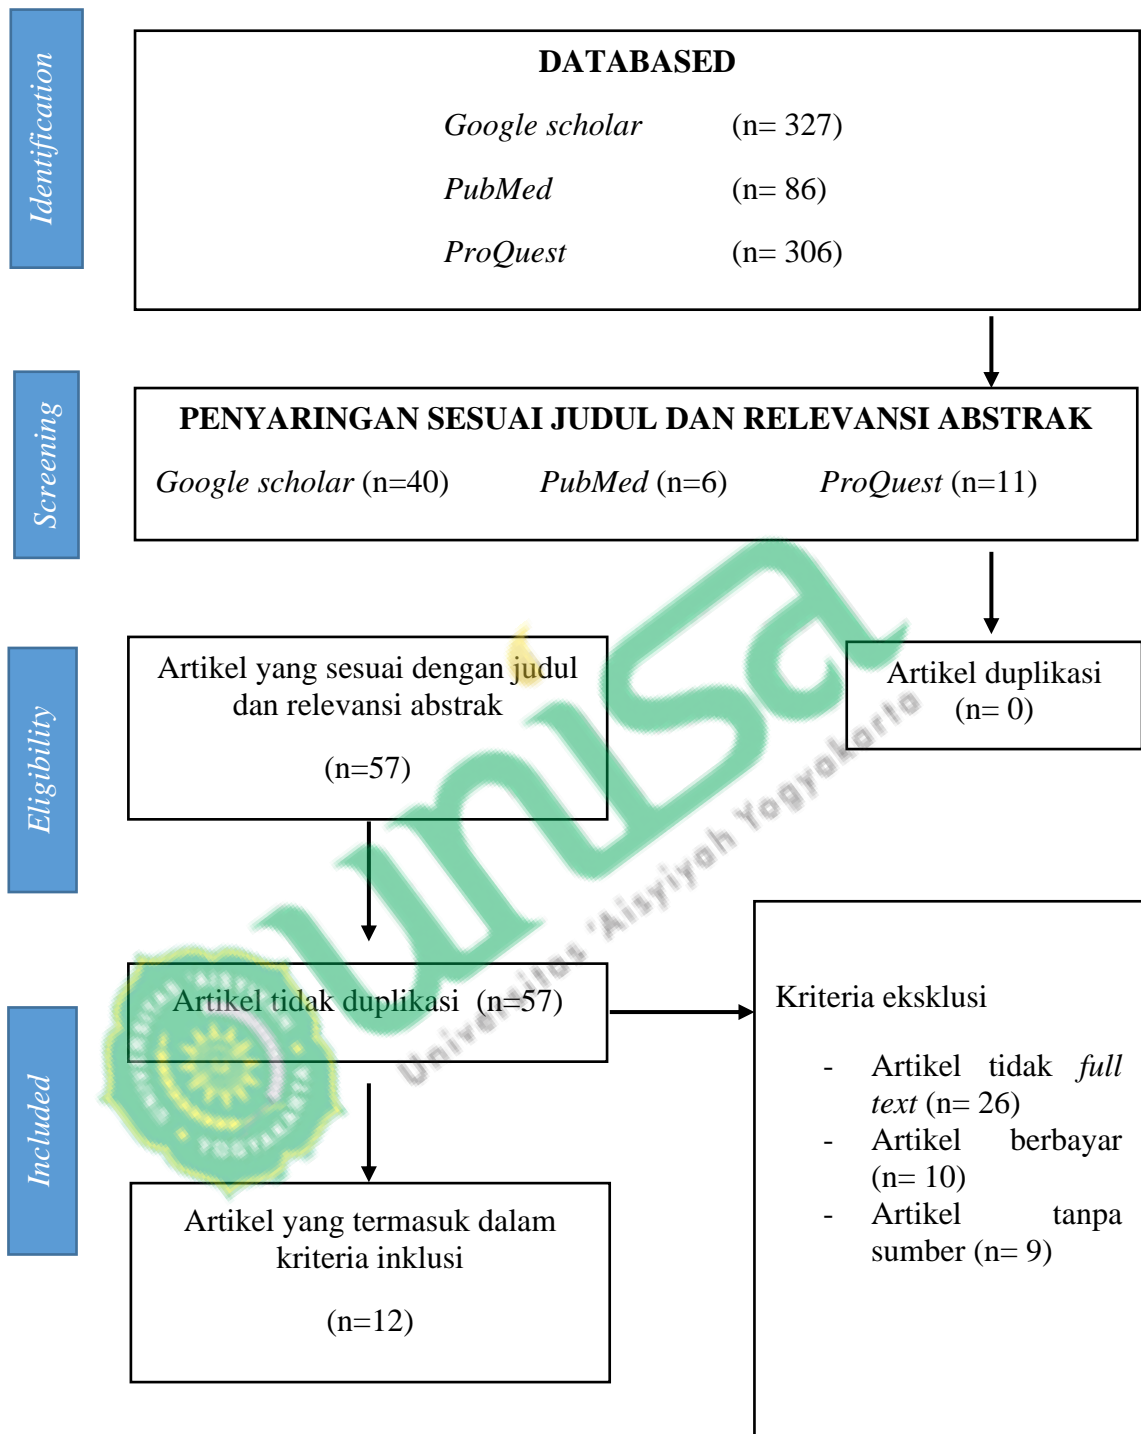 Identification
DATABASED
Google scholar (n= 327)
PubMed (n= 86)
ProQuest (n= 306)
Screening
PENYARINGAN SESUAI JUDUL DAN RELEVANSI ABSTRAK
Google scholar (n=40) PubMed (n=6) ProQuest (n=11)
Eligibility
Artikel yang sesuai dengan judul
dan relevansi abstrak
(n=57)
Artikel duplikasi
(n= 0)
unisa
Universitas 'Aisyiyah Yogyakarta
Included
Artikel tidak duplikasi (n=57)
YOGYAKARTA
Kriteria eksklusi
- Artikel tidak full
text (n= 26)
- Artikel berbayar
(n= 10)
- Artikel tanpa
sumber (n= 9)
Artikel yang termasuk dalam
kriteria inklusi
(n=12)